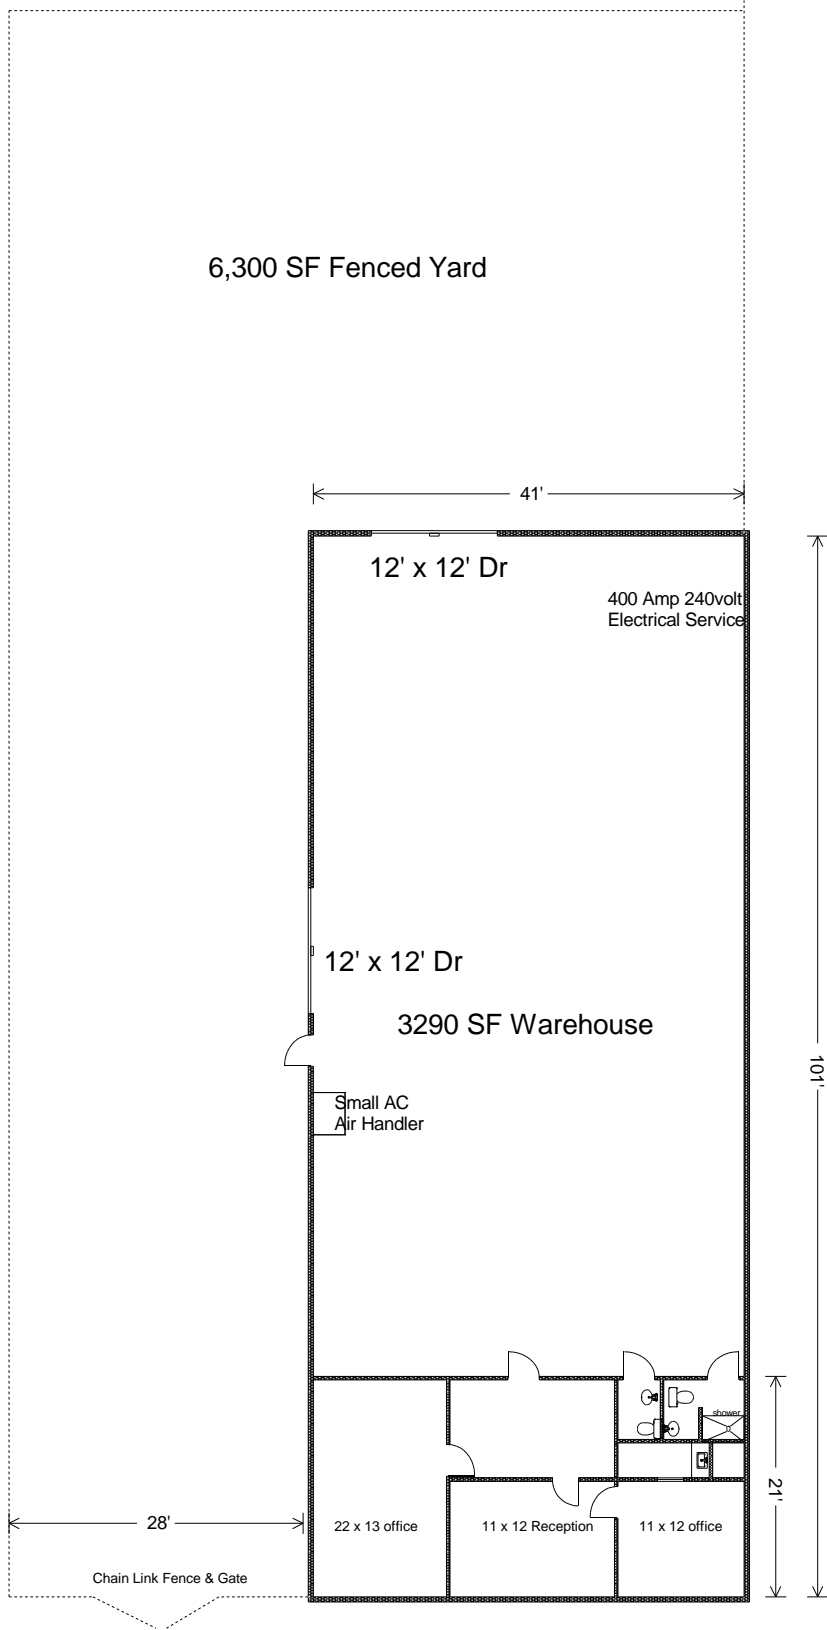 6,300 SF Fenced Yard
41'
12' x 12' Dr
400 Amp 240volt
Electrical Service
12' x 12' Dr
3290 SF Warehouse
101'
Small AC
Air Handler
shower
21'
28'
22 x 13 office
11 x 12 Reception
11 x 12 office
Chain Link Fence & Gate